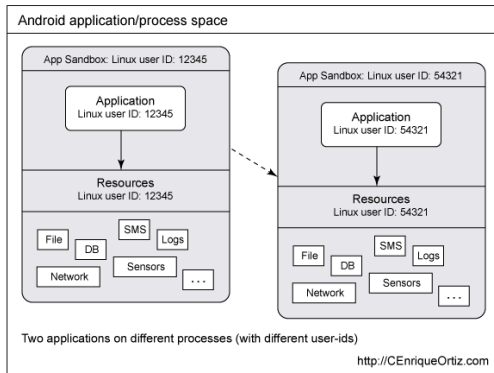 Android application/process space
App Sandbox: Linux user ID: 12345
Application
Linux user ID: 12345
Resources
Linux user ID: 12345
File
DB
SMS
Logs
Network
Sensors
...
App Sandbox: Linux user ID: 54321
Application
Linux user ID: 54321
Resources
Linux user ID: 54321
File
DB
SMS
Logs
Network
Sensors
...
Two applications on different processes (with different user-ids)
http://CEnriqueOrtiz.com